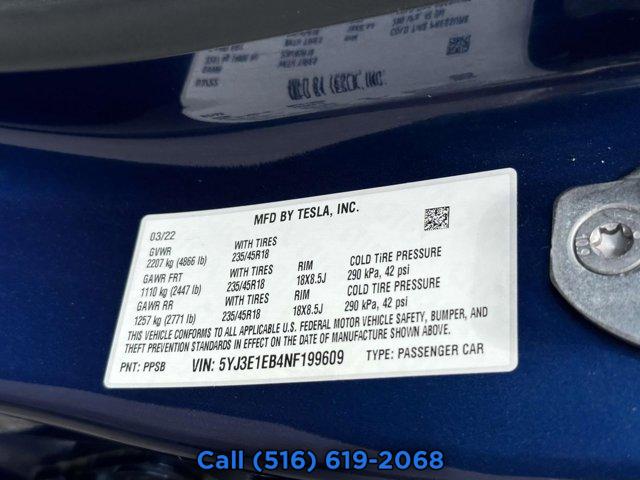 MFD BY TESLA, INC.
03/22
GVWR WITH TIRES
2207 kg (4866 lb) 235/45R18
GAWR FRT WITH TIRES RIM COLD TIRE PRESSURE
1110 kg (2447 lb) 235/45R18 18X8.5J 290 kPa, 42 psi
GAWR RR WITH TIRES RIM COLD TIRE PRESSURE
1257 kg (2771 lb) 235/45R18 18X8.5J 290 kPa, 42 psi
THIS VEHICLE CONFORMS TO ALL APPLICABLE U.S. FEDERAL MOTOR VEHICLE SAFETY, BUMPER, AND
THEFT PREVENTION STANDARDS IN EFFECT ON THE DATE OF MANUFACTURE SHOWN ABOVE.
PNT: PPSB VIN: 5YJ3E1EB4NF199609 TYPE: PASSENGER CAR
Call (516) 619-2068